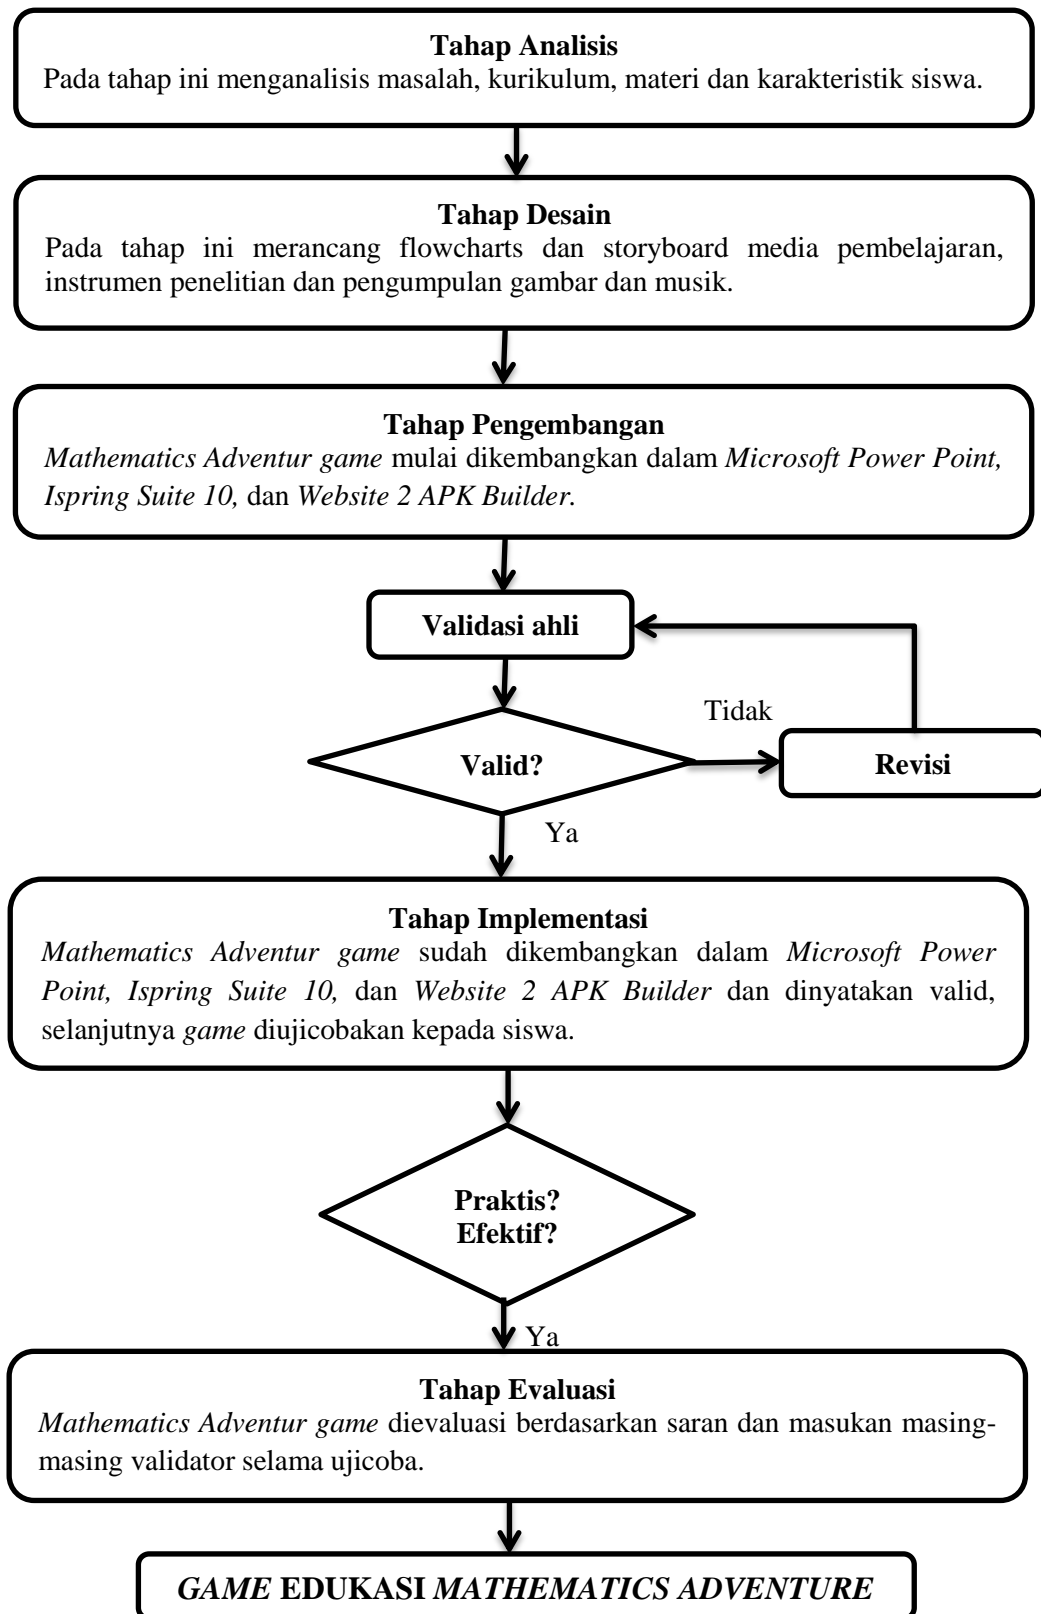 Tahap Analisis
Pada tahap ini menganalisis masalah, kurikulum, materi dan karakteristik siswa.
Tahap Desain
Pada tahap ini merancang flowcharts dan storyboard media pembelajaran,
instrumen penelitian dan pengumpulan gambar dan musik.
Tahap Pengembangan
Mathematics Adventur game mulai dikembangkan dalam Microsoft Power Point,
Ispring Suite 10, dan Website 2 APK Builder.
Validasi ahli
Tidak
Valid?
Revisi
Ya
Tahap Implementasi
Mathematics Adventur game sudah dikembangkan dalam Microsoft Power
Point, Ispring Suite 10, dan Website 2 APK Builder dan dinyatakan valid,
selanjutnya game diujicobakan kepada siswa.
Praktis?
Efektif?
Ya
Tahap Evaluasi
Mathematics Adventur game dievaluasi berdasarkan saran dan masukan masing-
masing validator selama ujicoba.
GAME EDUKASI MATHEMATICS ADVENTURE